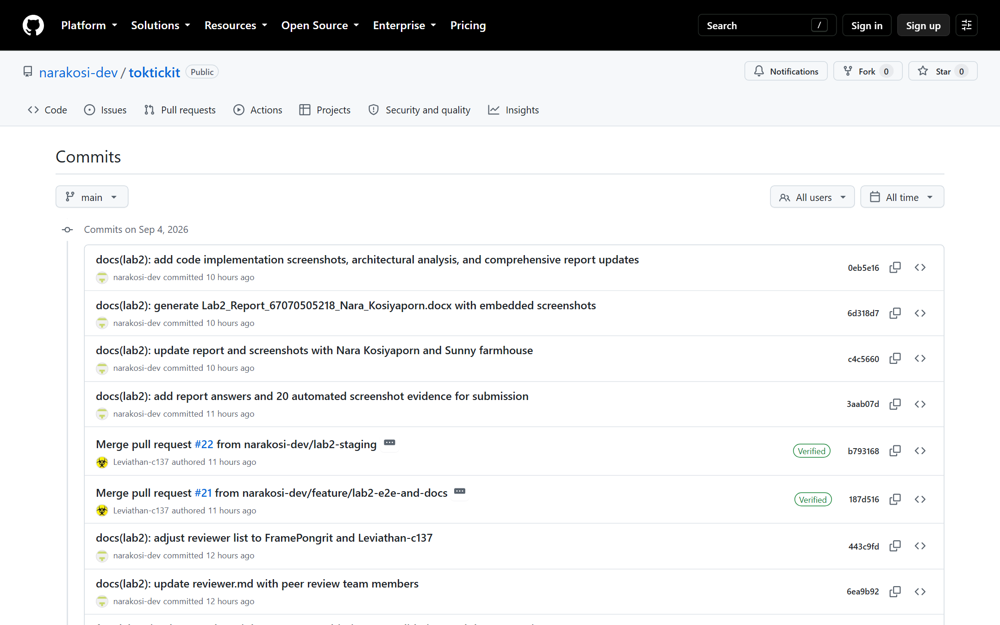 Platform Solutions Resources Open Source Enterprise Pricing Search / Sign in Sign up
narakosi-dev / toktickit Public Notifications Fork 0 Star 0
Code Issues Pull requests Actions Projects Security and quality Insights
Commits
main All users All time
Commits on Sep 4, 2026
docs(lab2): add code implementation screenshots, architectural analysis, and comprehensive report updates
narakosi-dev committed 10 hours ago
0eb5e16
docs(lab2): generate Lab2_Report_67070505218_Nara_Kosiyaporn.docx with embedded screenshots
narakosi-dev committed 10 hours ago
6d318d7
docs(lab2): update report and screenshots with Nara Kosiyaporn and Sunny farmhouse
narakosi-dev committed 10 hours ago
c4c5660
docs(lab2): add report answers and 20 automated screenshot evidence for submission
narakosi-dev committed 11 hours ago
3aab07d
Merge pull request #22 from narakosi-dev/lab2-staging
Leviathan-c137 authored 11 hours ago
Verified b793168
Merge pull request #21 from narakosi-dev/feature/lab2-e2e-and-docs
Leviathan-c137 authored 11 hours ago
Verified 187d516
docs(lab2): adjust reviewer list to FramePongrit and Leviathan-c137
narakosi-dev committed 12 hours ago
443c9fd
docs(lab2): update reviewer.md with peer review team members
narakosi-dev committed 12 hours ago
6ea9b92